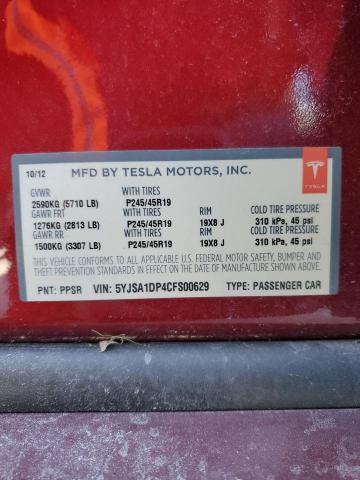 10/12 MFD BY TESLA MOTORS, INC.
TESLA
GVWR WITH TIRES
2590KG (5710 LB) P245/45R19
GAWR FRT WITH TIRES RIM COLD TIRE PRESSURE
1276KG (2813 LB) P245/45R19 19X8 J 310 kPa, 45 psi
GAWR RR WITH TIRES RIM COLD TIRE PRESSURE
1500KG (3307 LB) P245/45R19 19X8 J 310 kPa, 45 psi
THIS VEHICLE CONFORMS TO ALL APPLICABLE U.S. FEDERAL MOTOR VEHICLE SAFETY, BUMPER AND
THEFT PREVENTION STANDARDS IN EFFECT ON THE DATE OF MANUFACTURE SHOWN ABOVE.
PNT: PPSR VIN: 5YJSA1DP4CFS00629 TYPE: PASSENGER CAR